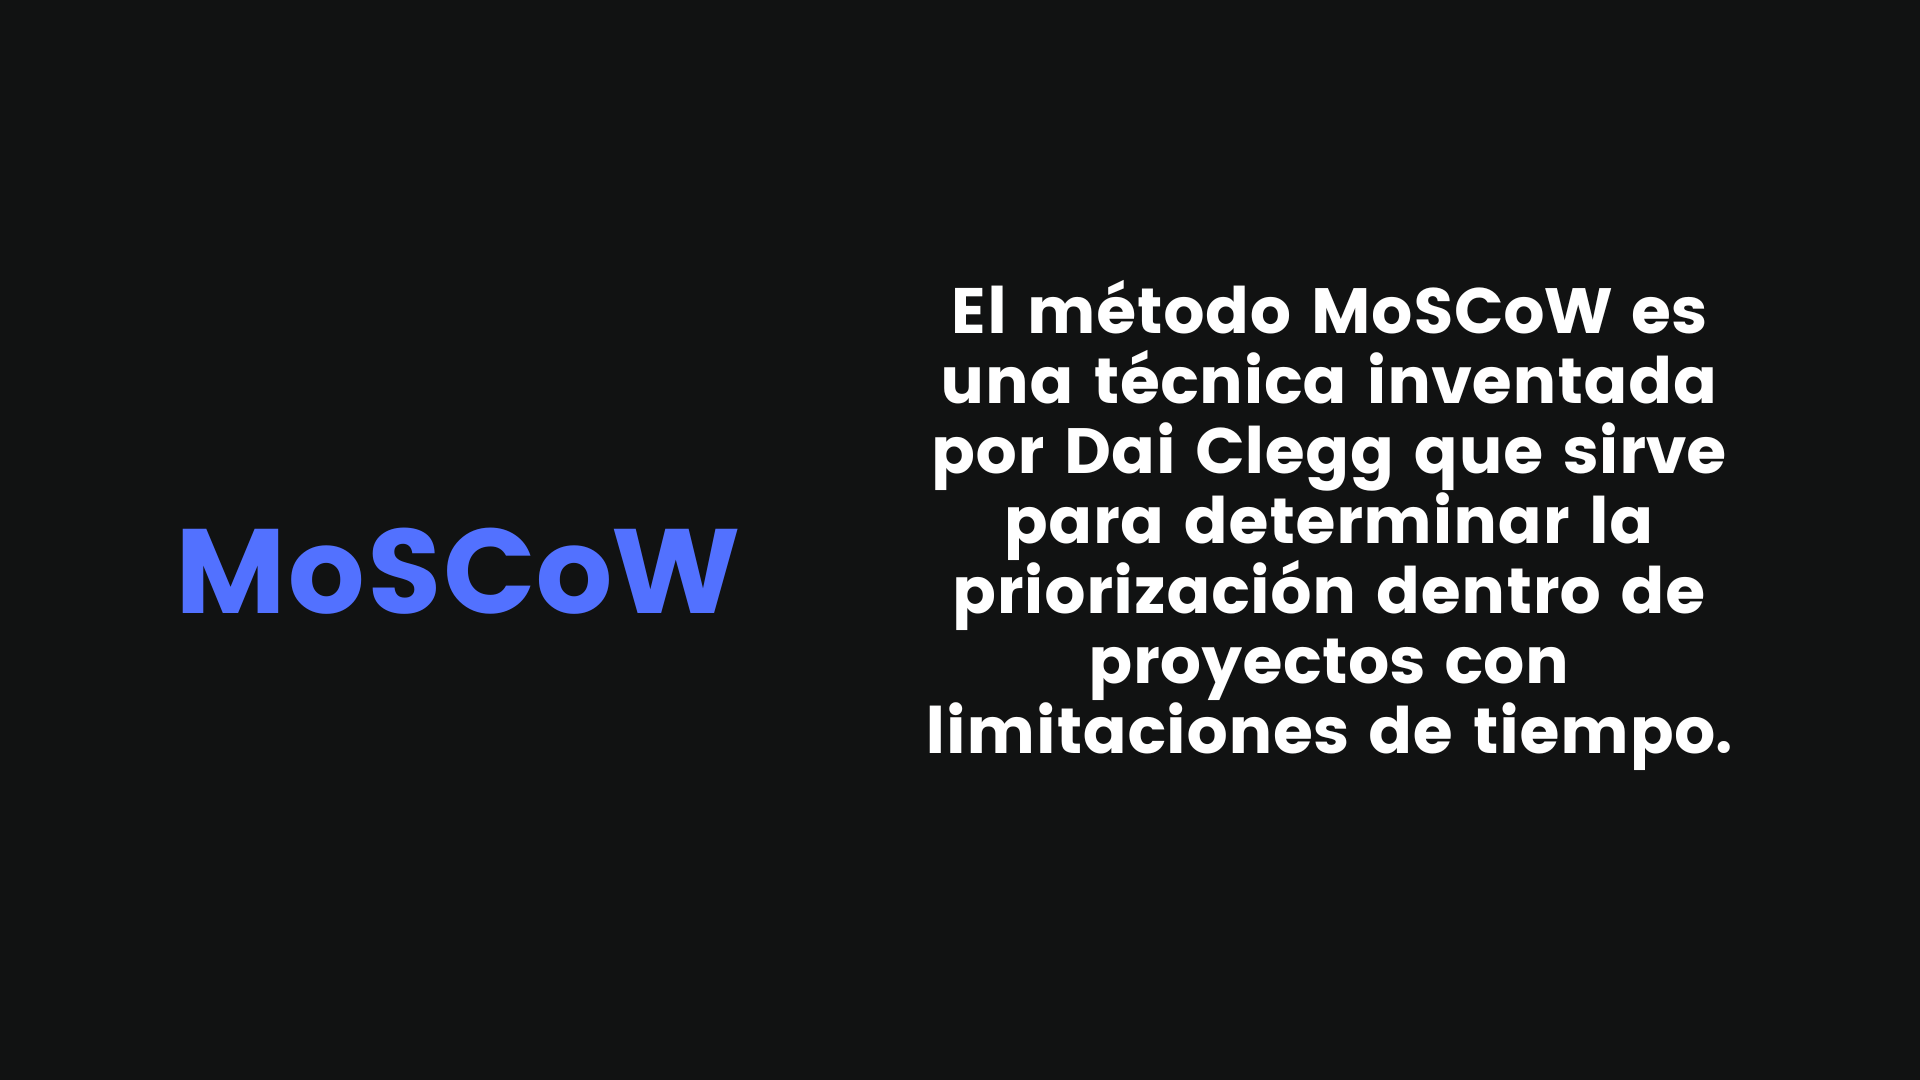 MoSCoW
El método MoSCoW es
una técnica inventada
por Dai Clegg que sirve
para determinar la
priorización dentro de
proyectos con
limitaciones de tiempo.